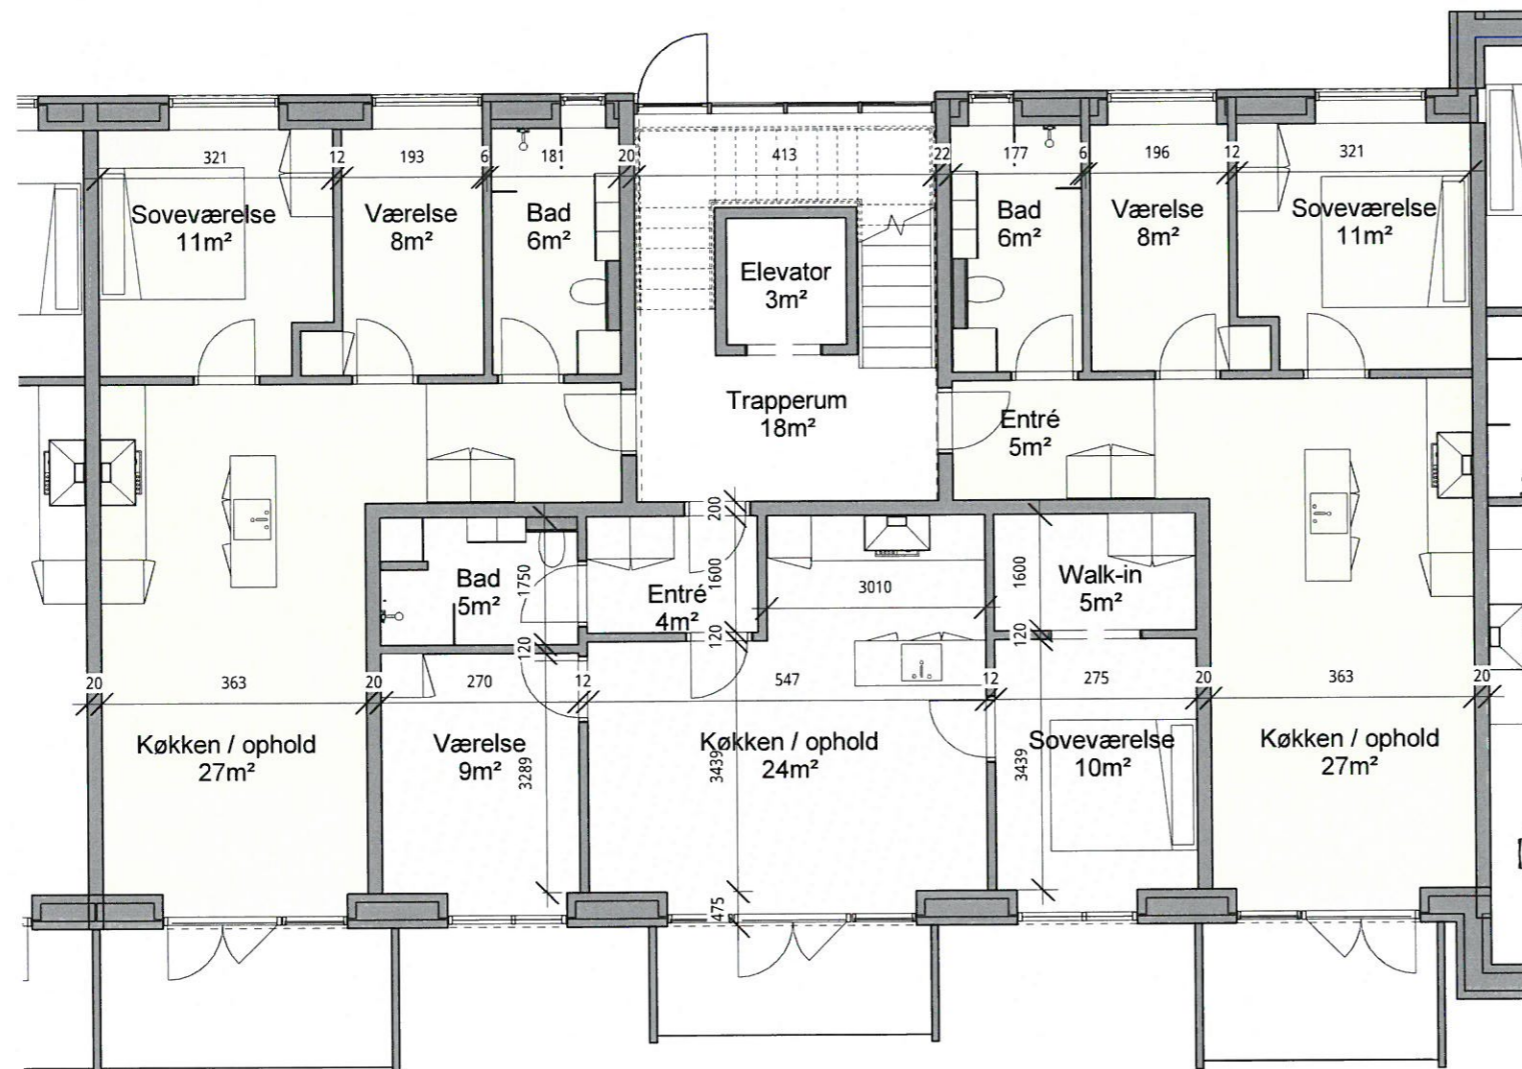 321
12
193
6
181
20
413
22
177
6
196
12
321
Soveværelse
11m²
Værelse
8m²
Bad
6m²
Elevator
3m²
Bad
6m²
Værelse
8m²
Soveværelse
11m²
Trapperum
18m²
Entré
5m²
200
Bad
5m²
1750
Entré
4m²
1600
3010
Walk-in
5m²
1600
120
120
120
20
363
20
270
12
547
12
275
20
363
20
Køkken / ophold
27m²
Værelse
9m²
3289
Køkken / ophold
24m²
3439
Soveværelse
10m²
3439
Køkken / ophold
27m²
475